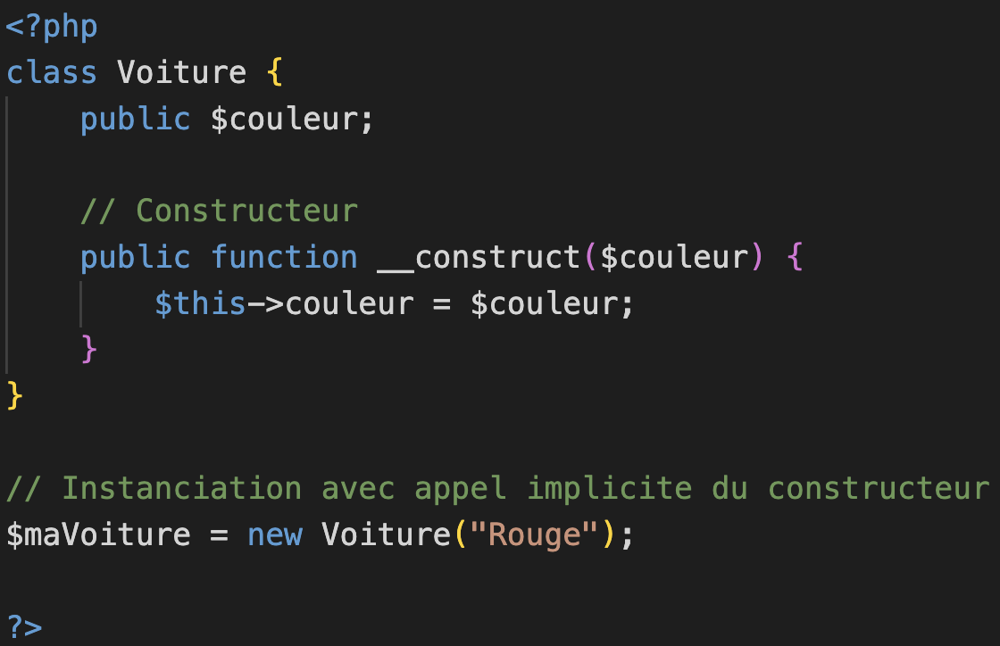 <?php
class Voiture {
    public $couleur;

    // Constructeur
    public function __construct($couleur) {
        $this->couleur = $couleur;
    }
}

// Instanciation avec appel implicite du constructeur
$maVoiture = new Voiture("Rouge");

?>